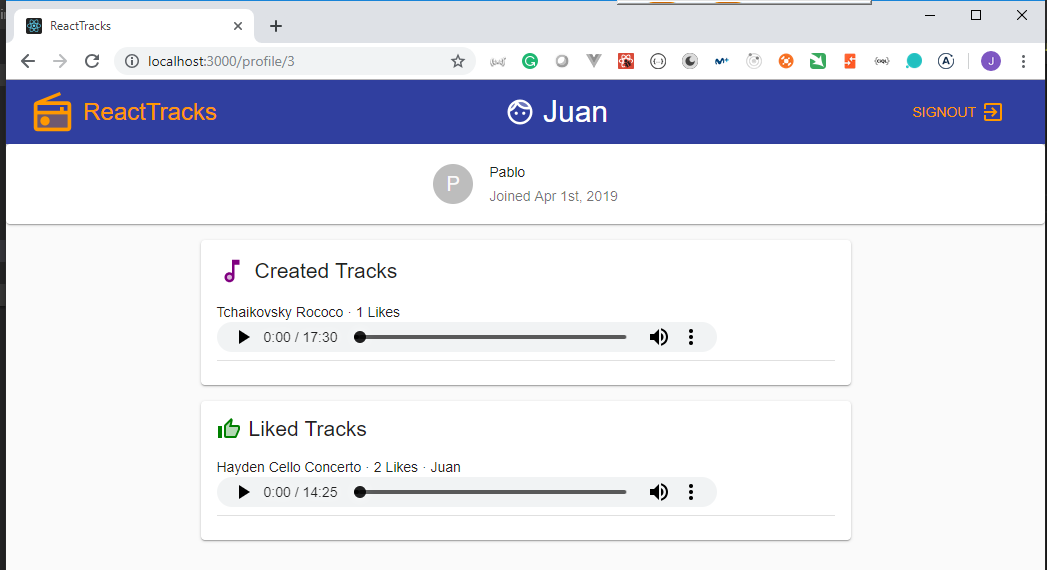 ReactTracks
localhost:3000/profile/3
J
ReactTracks
Juan
SIGNOUT
P
Pablo
Joined Apr 1st, 2019
Created Tracks
Tchaikovsky Rococo · 1 Likes
0:00 / 17:30
Liked Tracks
Hayden Cello Concerto · 2 Likes · Juan
0:00 / 14:25